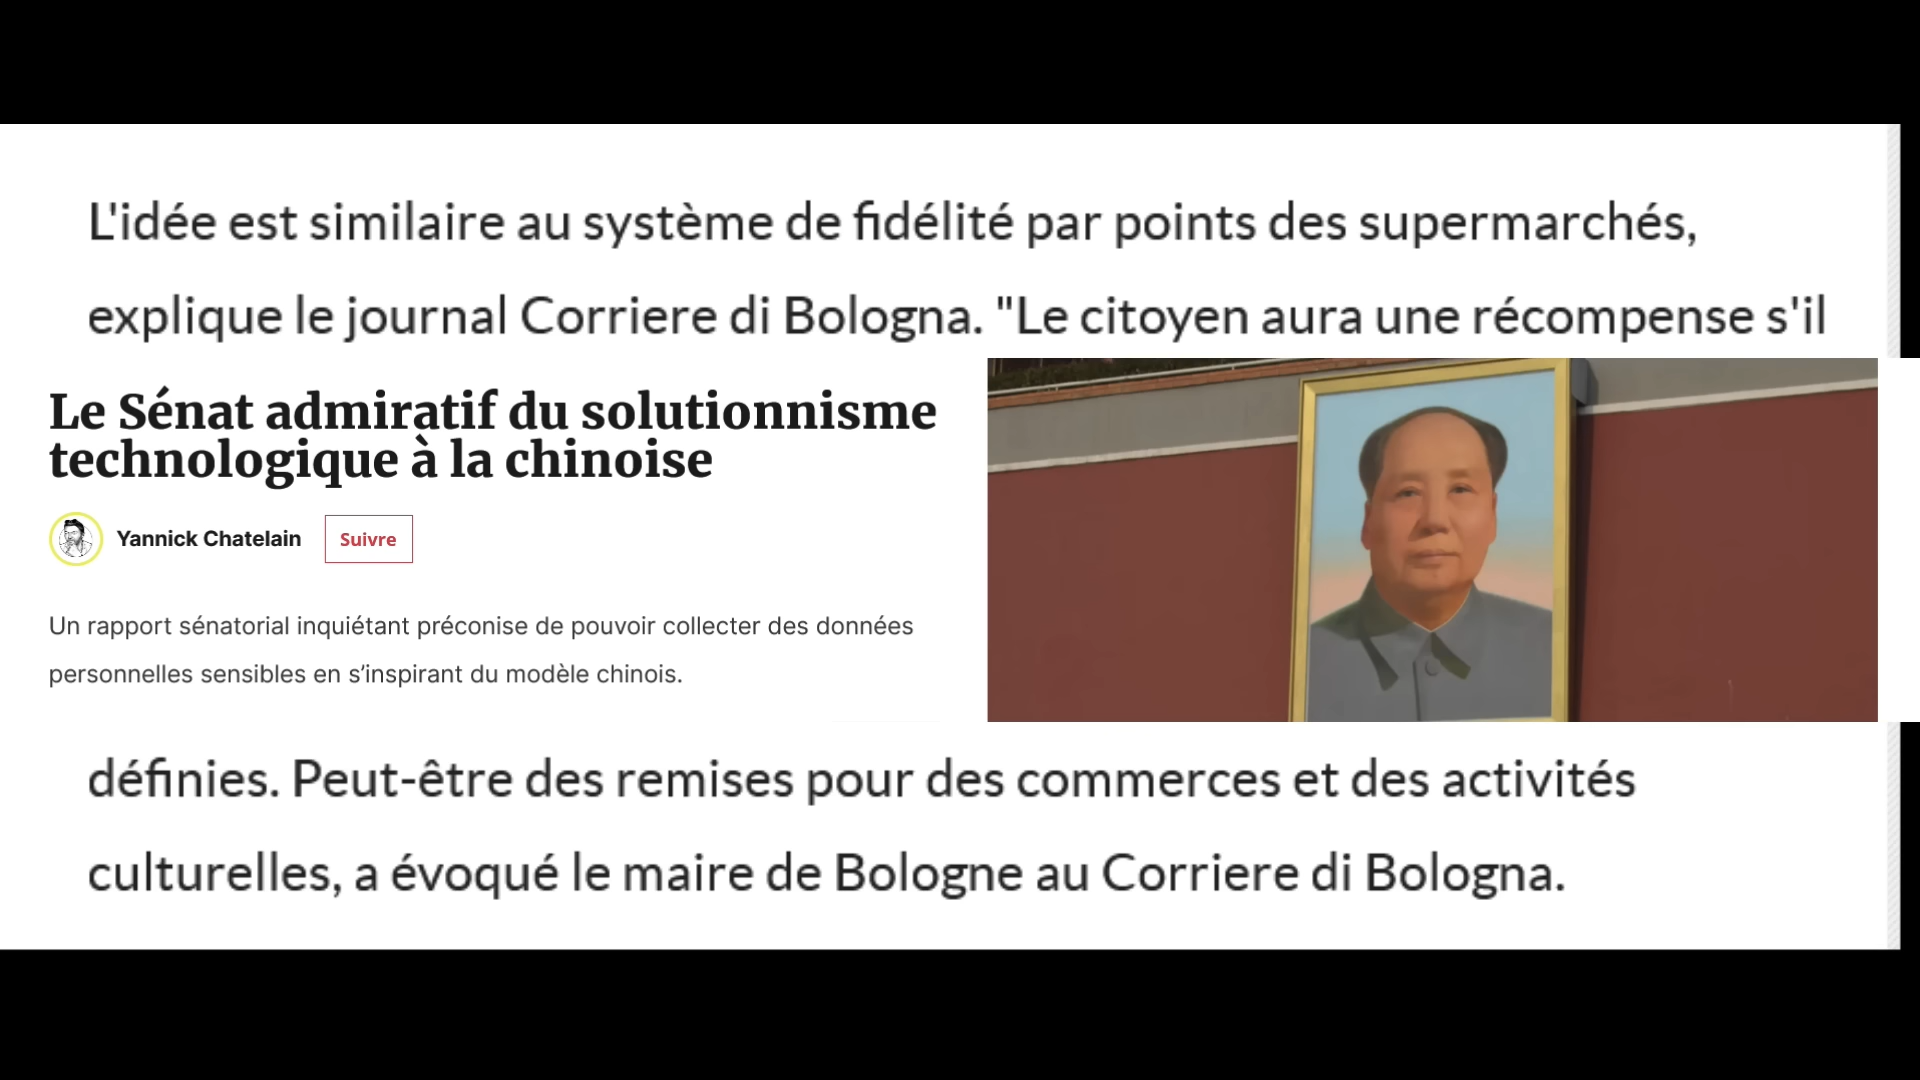 L'idée est similaire au système de fidélité par points des supermarchés,
explique le journal Corriere di Bologna. "Le citoyen aura une récompense s'il
Le Sénat admiratif du solutionnisme
technologique à la chinoise
Yannick Chatelain
Suivre
Un rapport sénatorial inquiétant préconise de pouvoir collecter des données
personnelles sensibles en s’inspirant du modèle chinois.
définies. Peut-être des remises pour des commerces et des activités
culturelles, a évoqué le maire de Bologne au Corriere di Bologna.